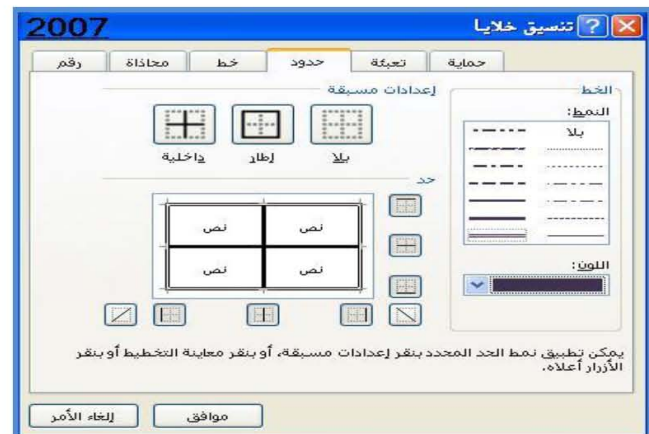 تنسيق خلايا ? 2007
حماية تعبئة حدود خط محاذاة رقم
الخط
النمط:
بلا
اللون:
إعدادات مسبقة
بلا إطار داخلية
حد
نص نص
نص نص
يمكن تطبيق نمط الحد المحدد بنقر إعدادات مسبقة، أو بنقر معاينة التخطيط أو بنقر
الأزرار أعلاه.
موافق إلغاء الأمر